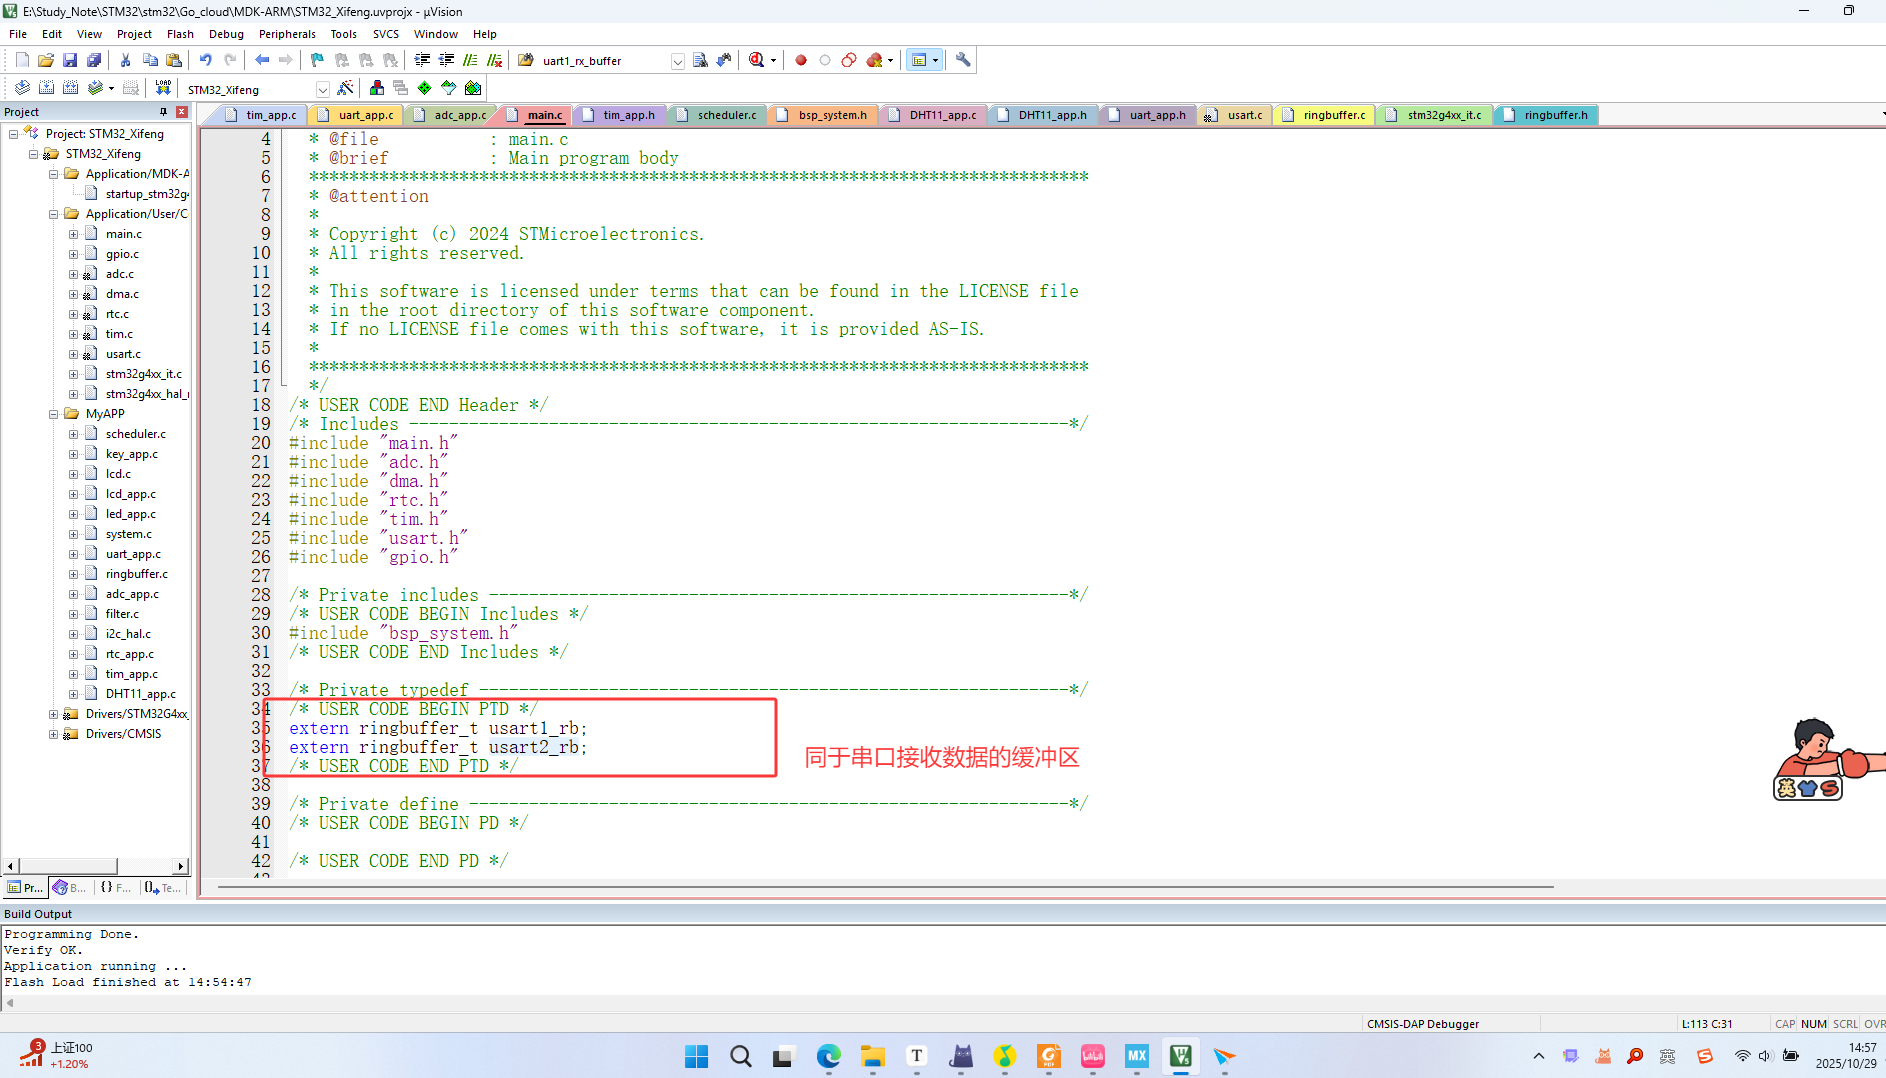 E:\Study_Note\STM32\stm32\Go_cloud\MDK-ARM\STM32_Xifeng.uvprojx - µVision
File Edit View Project Flash Debug Peripherals Tools SVCS Window Help
uart1_rx_buffer
LOAD STM32_Xifeng
Project
tim_app.c uart_app.c adc_app.c main.c tim_app.h scheduler.c bsp_system.h DHT11_app.c DHT11_app.h uart_app.h usart.c ringbuffer.c stm32g4xx_it.c ringbuffer.h
Project: STM32_Xifeng
STM32_Xifeng
Application/MDK-A
startup_stm32g4
Application/User/C
main.c
gpio.c
adc.c
dma.c
rtc.c
tim.c
usart.c
stm32g4xx_it.c
stm32g4xx_hal_
MyAPP
scheduler.c
key_app.c
lcd.c
lcd_app.c
led_app.c
system.c
uart_app.c
ringbuffer.c
adc_app.c
filter.c
i2c_hal.c
rtc_app.c
tim_app.c
DHT11_app.c
Drivers/STM32G4xx_
Drivers/CMSIS
Pr... B... {} F... Te...
4 * @file : main.c
5 * @brief : Main program body
6 ******************************************************************************
7 * @attention
8 *
9 * Copyright (c) 2024 STMicroelectronics.
10 * All rights reserved.
11 *
12 * This software is licensed under terms that can be found in the LICENSE file
13 * in the root directory of this software component.
14 * If no LICENSE file comes with this software, it is provided AS-IS.
15 *
16 ******************************************************************************
17 */
18 /* USER CODE END Header */
19 /* Includes ------------------------------------------------------------------*/
20 #include "main.h"
21 #include "adc.h"
22 #include "dma.h"
23 #include "rtc.h"
24 #include "tim.h"
25 #include "usart.h"
26 #include "gpio.h"
27
28 /* Private includes ----------------------------------------------------------*/
29 /* USER CODE BEGIN Includes */
30 #include "bsp_system.h"
31 /* USER CODE END Includes */
32
33 /* Private typedef -----------------------------------------------------------*/
34 /* USER CODE BEGIN PTD */
35 extern ringbuffer_t usart1_rb;
36 extern ringbuffer_t usart2_rb;
37 /* USER CODE END PTD */
38
39 /* Private define ------------------------------------------------------------*/
40 /* USER CODE BEGIN PD */
41
42 /* USER CODE END PD */
同于串口接收数据的缓冲区
英 S
Build Output
Programming Done.
Verify OK.
Application running ...
Flash Load finished at 14:54:47
CMSIS-DAP Debugger L:113 C:31 CAP NUM SCRL OVR
3 上证100
+1.20%
T
PDF
MX
英
S
14:57
2025/10/29